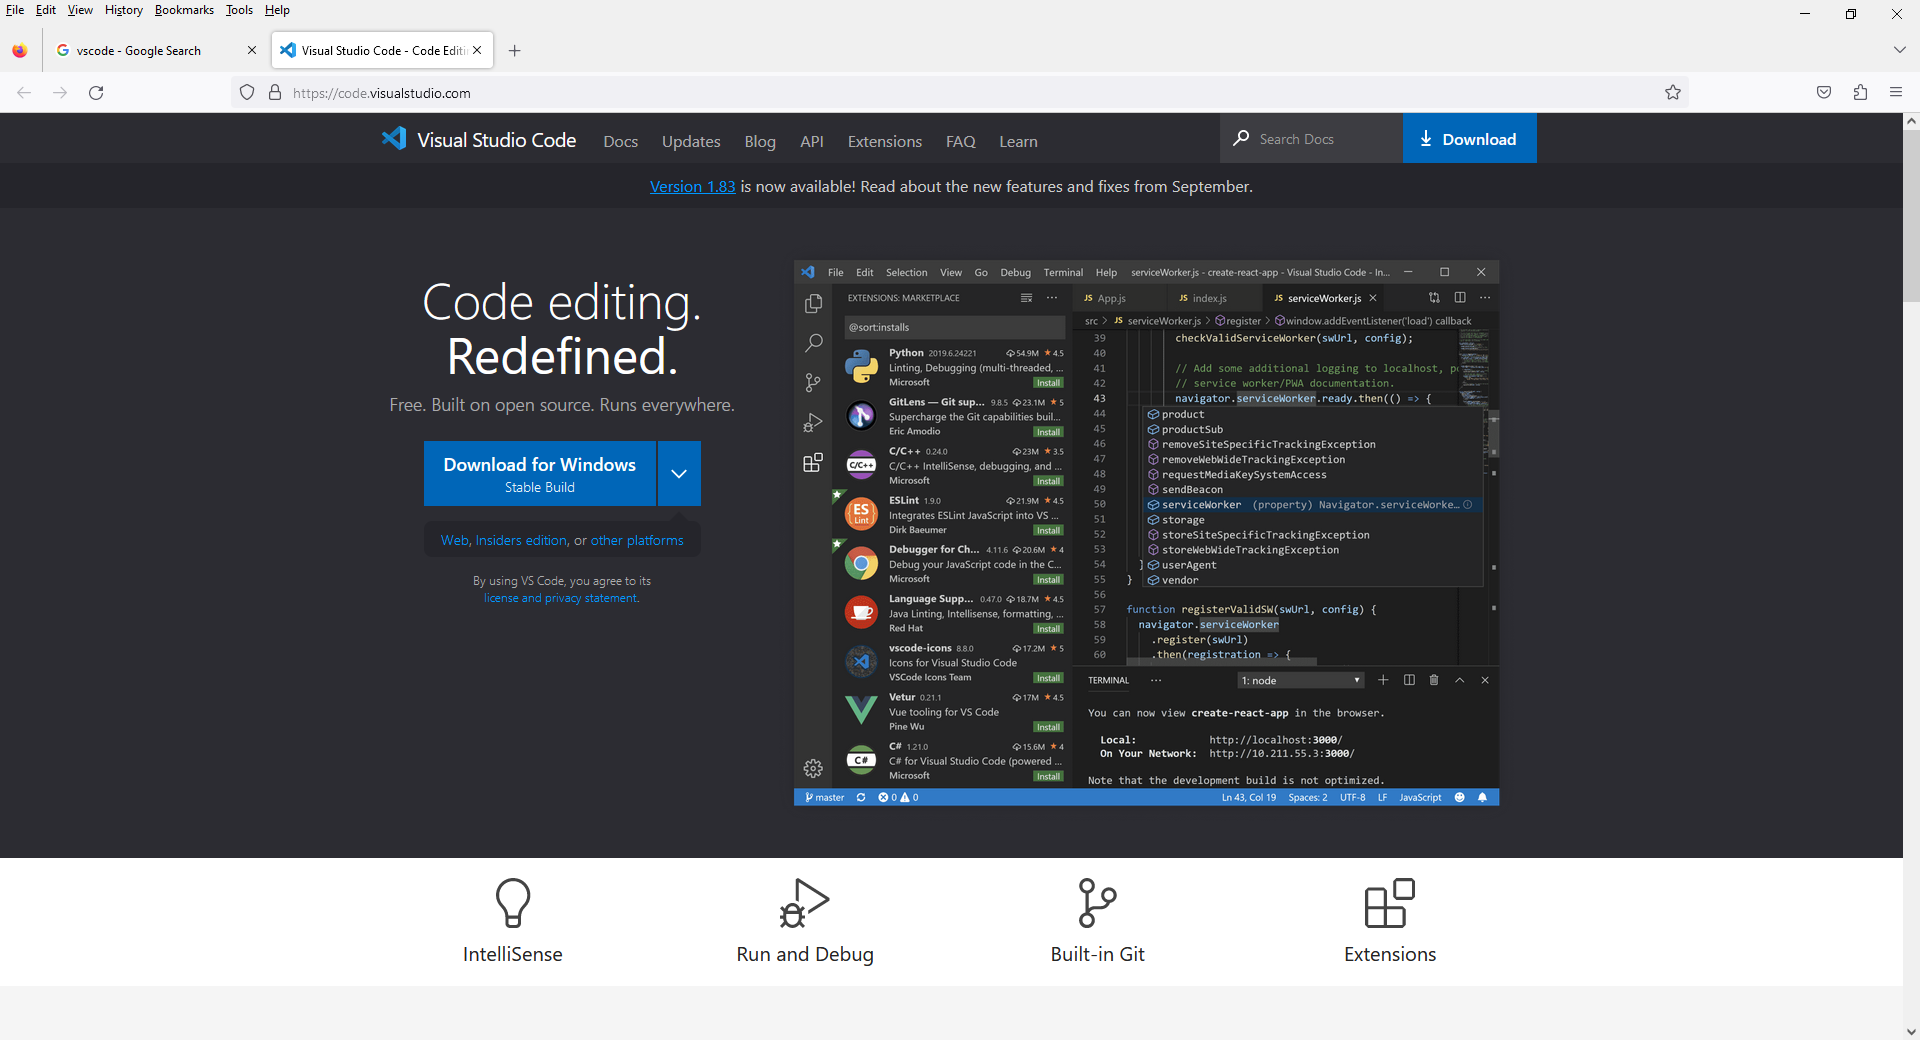 File Edit View History Bookmarks Tools Help
vscode - Google Search
Visual Studio Code - Code Editi
https://code.visualstudio.com
Visual Studio Code Docs Updates Blog API Extensions FAQ Learn Search Docs Download
Version 1.83 is now available! Read about the new features and fixes from September.
Code editing.
Redefined.
Free. Built on open source. Runs everywhere.
Download for Windows
Stable Build
Web, Insiders edition, or other platforms
By using VS Code, you agree to its
license and privacy statement.
File Edit Selection View Go Debug Terminal Help serviceWorker.js - create-react-app - Visual Studio Code - In...
EXTENSIONS: MARKETPLACE
@sort:installs
Python 2019.6.24221 54.9M 4.5
Linting, Debugging (multi-threaded, ...
Microsoft Install
GitLens — Git sup... 9.8.5 23.1M 5
Supercharge the Git capabilities buil...
Eric Amodio Install
C/C++ 0.24.0 23M 3.5
C/C++ IntelliSense, debugging, and ...
Microsoft Install
ESLint 1.9.0 21.9M 4.5
Integrates ESLint JavaScript into VS ...
Dirk Baeumer Install
Debugger for Ch... 4.11.6 20.6M 4
Debug your JavaScript code in the C...
Microsoft Install
Language Supp... 0.47.0 18.7M 4.5
Java Linting, Intellisense, formatting, ...
Red Hat Install
vscode-icons 8.8.0 17.2M 5
Icons for Visual Studio Code
VSCode Icons Team Install
Vetur 0.21.1 17M 4.5
Vue tooling for VS Code
Pine Wu Install
C# 1.21.0 15.6M 4
C# for Visual Studio Code (powered ...
Microsoft Install
C/C++
ES
Lint
C#
JS App.js JS index.js JS serviceWorker.js
src > JS serviceWorker.js > register > window.addEventListener('load') callback
39 checkValidServiceWorker(swUrl, config);
40
41 // Add some additional logging to localhost, p
42 // service worker/PWA documentation.
43 navigator.serviceWorker.ready.then(() => {
44 product
45 productSub
46 removeSiteSpecificTrackingException
47 removeWebWideTrackingException
48 requestMediaKeySystemAccess
49 sendBeacon
50 serviceWorker (property) Navigator.serviceWorke...
51 storage
52 storeSiteSpecificTrackingException
53 storeWebWideTrackingException
54 } userAgent
55 } vendor
56
57 function registerValidSW(swUrl, config) {
58 navigator.serviceWorker
59 .register(swUrl)
60 .then(registration => {
TERMINAL ... 1: node
You can now view create-react-app in the browser.
Local: http://localhost:3000/
On Your Network: http://10.211.55.3:3000/
Note that the development build is not optimized.
master 0 0 Ln 43, Col 19 Spaces: 2 UTF-8 LF JavaScript
IntelliSense Run and Debug Built-in Git Extensions